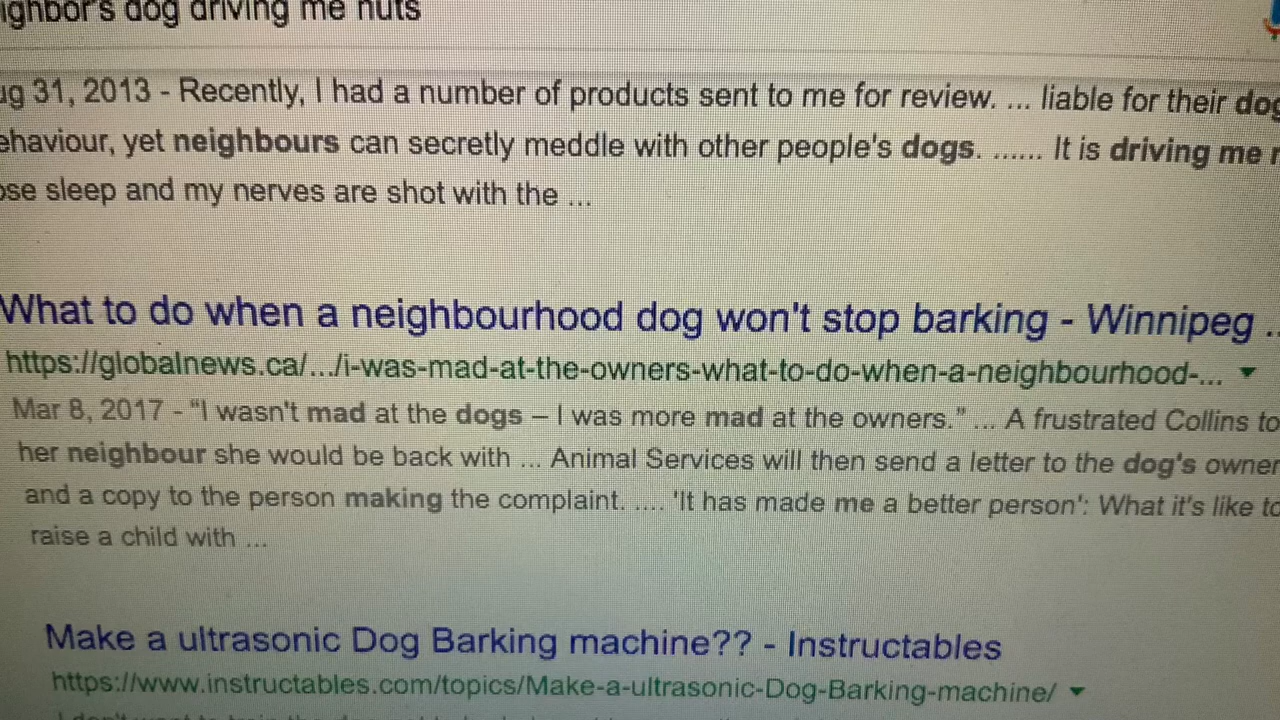 ighbor's dog driving me nuts
ug 31, 2013 - Recently, I had a number of products sent to me for review. ... liable for their dog
ehaviour, yet neighbours can secretly meddle with other people's dogs. ...... It is driving me n
ose sleep and my nerves are shot with the ...
What to do when a neighbourhood dog won't stop barking - Winnipeg ..
https://globalnews.ca/.../i-was-mad-at-the-owners-what-to-do-when-a-neighbourhood-...
Mar 8, 2017 - “I wasn't mad at the dogs – I was more mad at the owners.” ... A frustrated Collins to
her neighbour she would be back with ... Animal Services will then send a letter to the dog's owner
and a copy to the person making the complaint. .... 'It has made me a better person': What it's like to
raise a child with ...
Make a ultrasonic Dog Barking machine?? - Instructables
https://www.instructables.com/topics/Make-a-ultrasonic-Dog-Barking-machine/